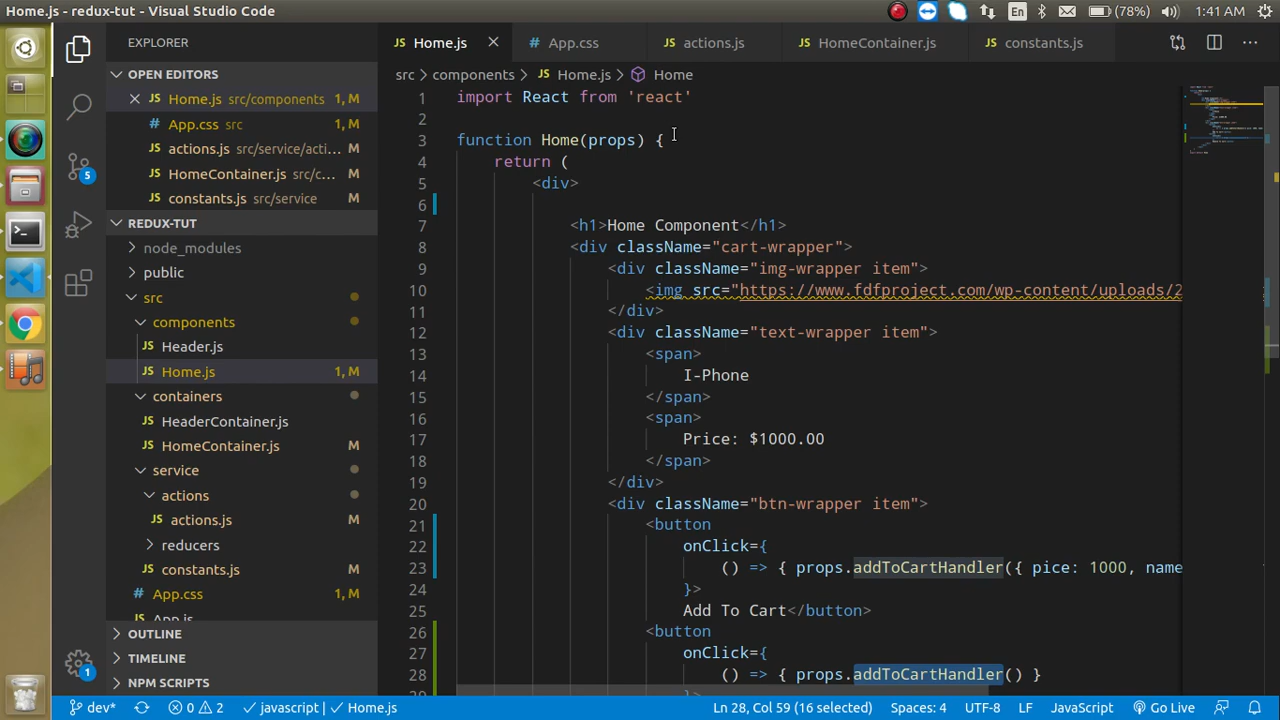 Home.js - redux-tut - Visual Studio Code
En
(78%)
1:41 AM
EXPLORER
OPEN EDITORS
Home.js src/components 1, M
App.css src 1, M
actions.js src/service/acti... M
HomeContainer.js src/c... M
constants.js src/service M
REDUX-TUT
node_modules
public
src
components
Header.js
Home.js 1, M
containers
HeaderContainer.js
HomeContainer.js M
service
actions
actions.js M
reducers
constants.js M
App.css 1, M
App.js
OUTLINE
TIMELINE
NPM SCRIPTS
5
1
Home.js
App.css
actions.js
HomeContainer.js
constants.js
src components Home.js Home
1 import React from 'react'
2
3 function Home(props) {
4 return (
5 <div>
6
7 <h1>Home Component</h1>
8 <div className="cart-wrapper">
9 <div className="img-wrapper item">
10 <img src="https://www.fdfproject.com/wp-content/uploads/2
11 </div>
12 <div className="text-wrapper item">
13 <span>
14 I-Phone
15 </span>
16 <span>
17 Price: $1000.00
18 </span>
19 </div>
20 <div className="btn-wrapper item">
21 <button
22 onClick={
23 () => { props.addToCartHandler({ pice: 1000, name
24 }>
25 Add To Cart</button>
26 <button
27 onClick={
28 () => { props.addToCartHandler() }
29 }>
dev* 0 2 javascript Home.js Ln 28, Col 59 (16 selected) Spaces: 4 UTF-8 LF JavaScript Go Live